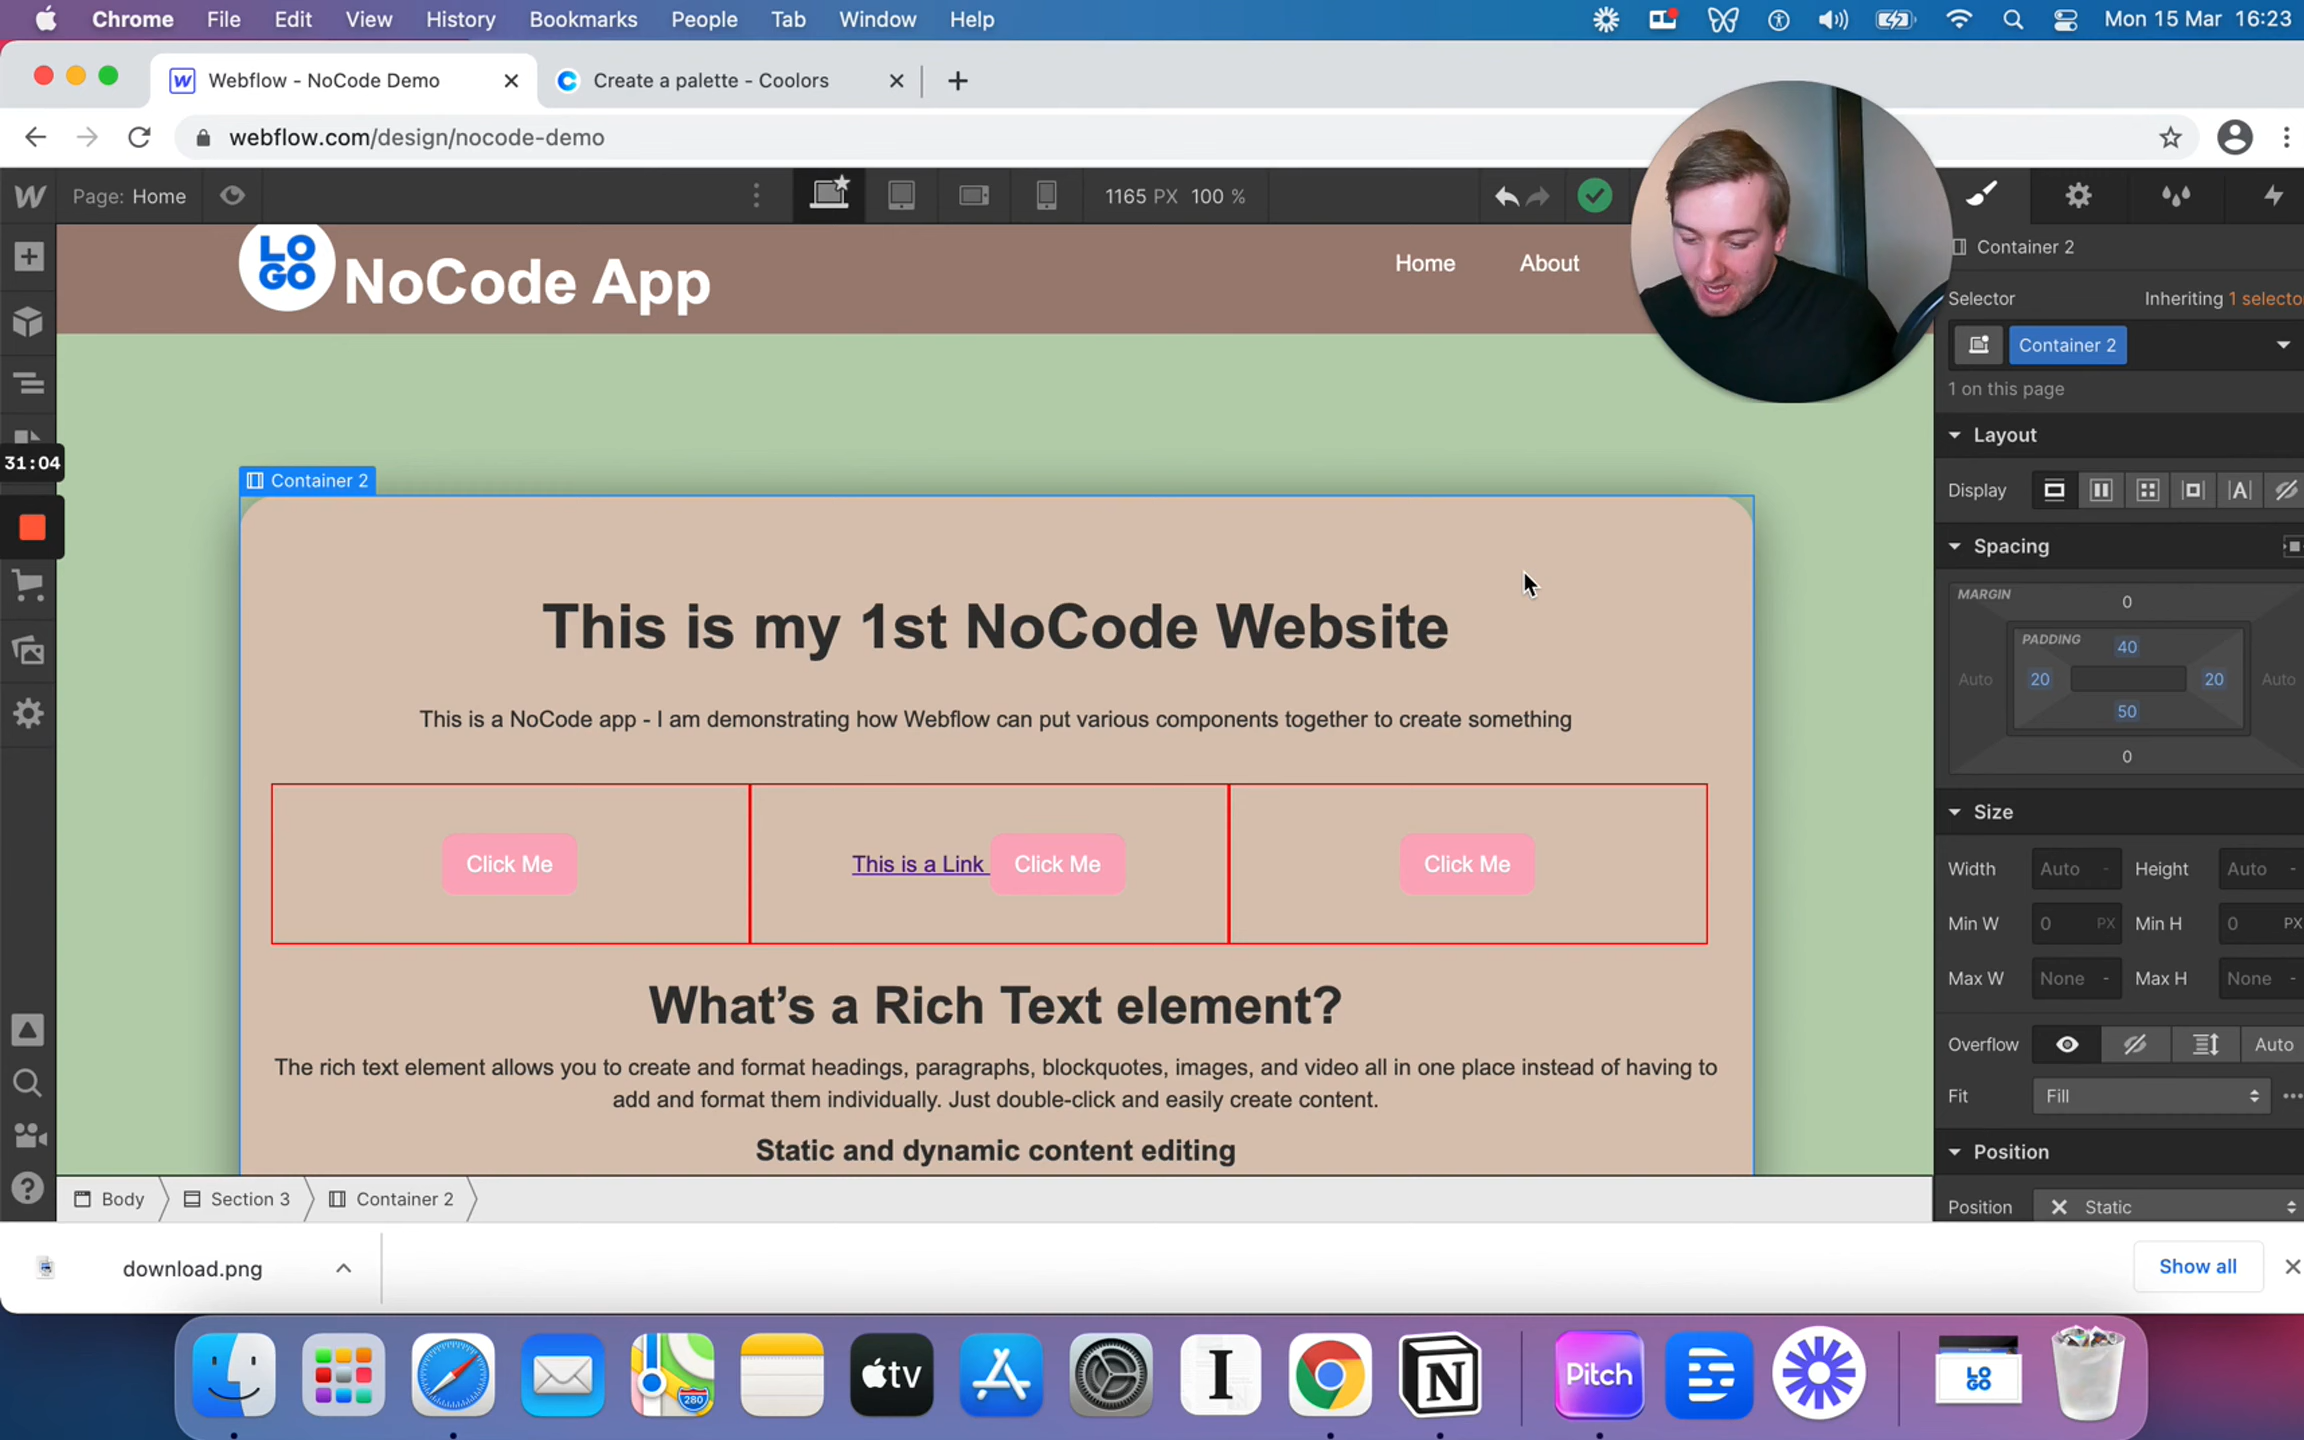 Chrome File Edit View History Bookmarks People Tab Window Help Mon 15 Mar 16:23
Webflow - NoCode Demo
Create a palette - Coolors
webflow.com/design/nocode-demo
Page: Home
1165 PX 100 %
LO
GO
NoCode App
Home
About
Container 2
Selector
Inheriting 1 selecto
Container 2
1 on this page
Layout
Display
Spacing
MARGIN
0
PADDING
40
Auto
20
20
Auto
50
0
Size
Width Auto - Height Auto -
Min W 0 PX Min H 0 PX
Max W None - Max H None -
Overflow
Auto
Fit
Fill
Position
Position
Static
31:04
Container 2
This is my 1st NoCode Website
This is a NoCode app - I am demonstrating how Webflow can put various components together to create something
Click Me
This is a Link
Click Me
Click Me
What’s a Rich Text element?
The rich text element allows you to create and format headings, paragraphs, blockquotes, images, and video all in one place instead of having to
add and format them individually. Just double-click and easily create content.
Static and dynamic content editing
Body
Section 3
Container 2
download.png
Show all
280
tv
Pitch
LO
GO